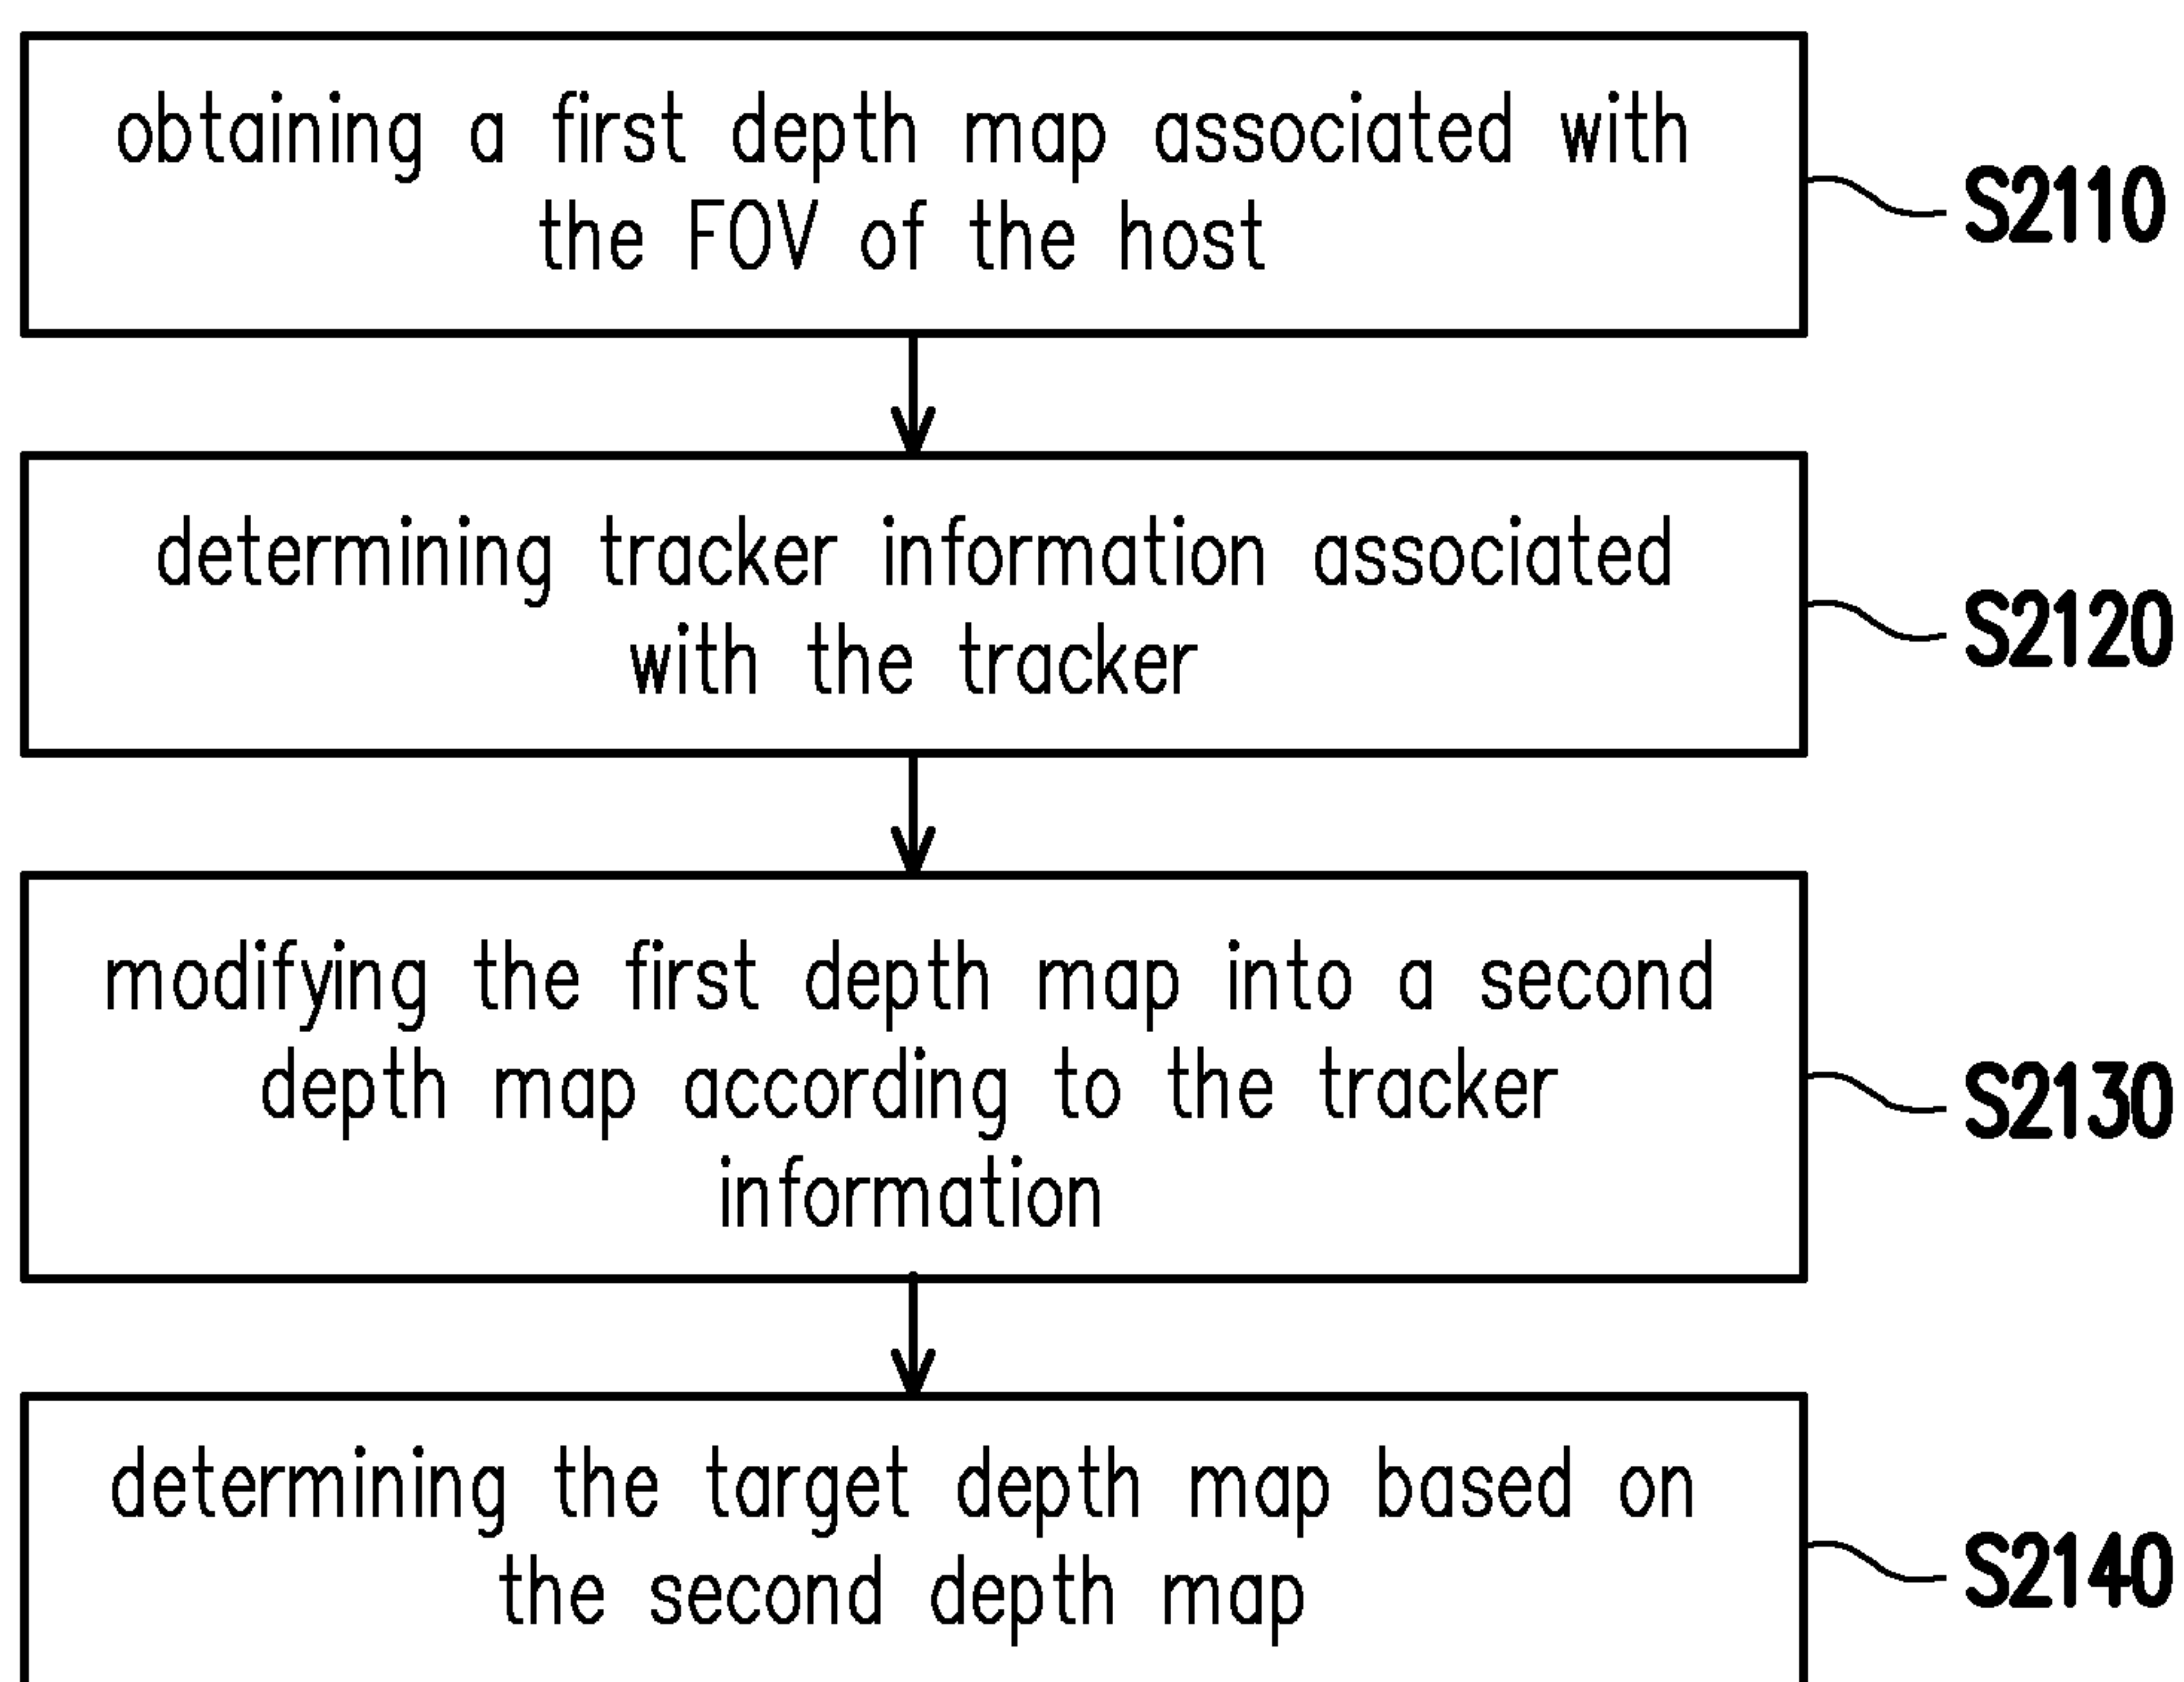 obtaining a first depth map associated with
the FOV of the host
S2110
determining tracker information associated
with the tracker
S2120
modifying the first depth map into a second
depth map according to the tracker
information
S2130
determining the target depth map based on
the second depth map
S2140